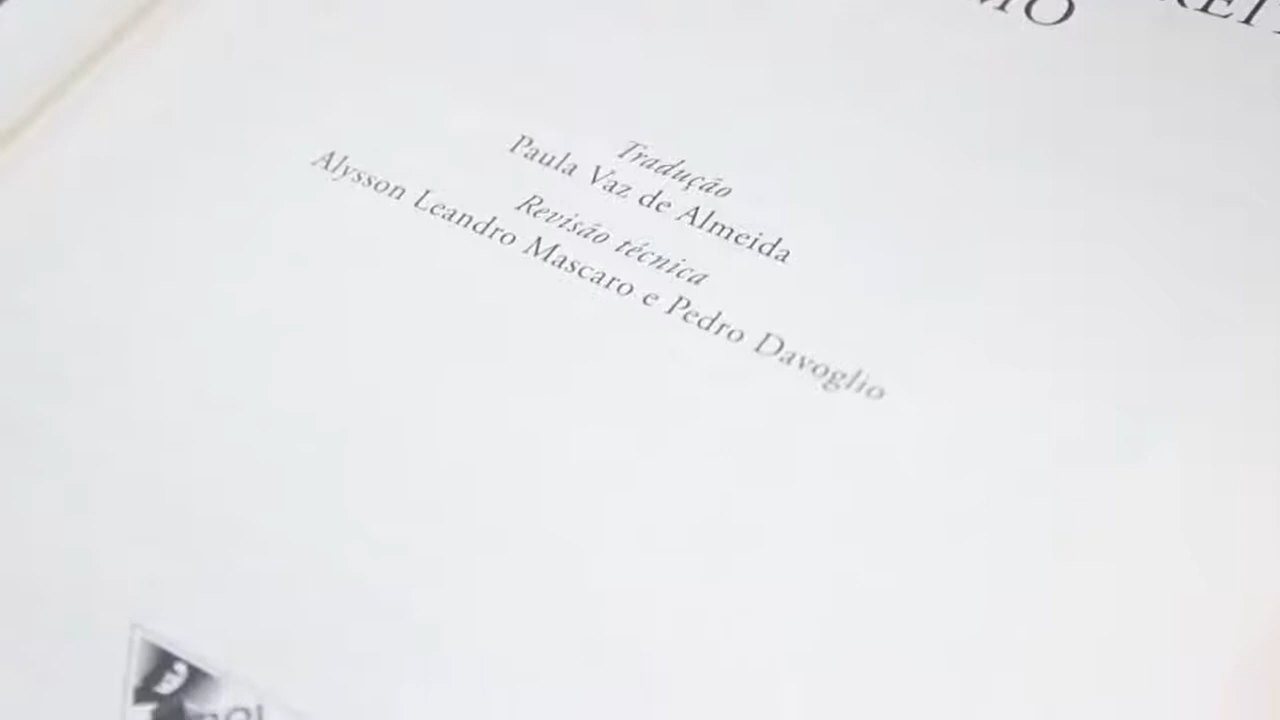 Tradução
Paula Vaz de Almeida
Revisão técnica
Alysson Leandro Mascaro e Pedro Davoglio